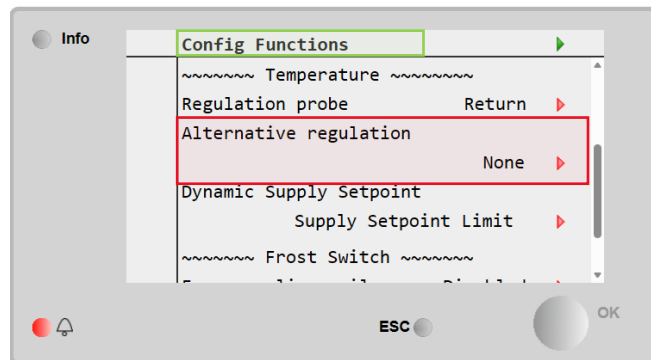 Info
Config Functions
~~~~~~~ Temperature ~~~~~~~~
Regulation probe Return
Alternative regulation
None
Dynamic Supply Setpoint
Supply Setpoint Limit
~~~~~~~ Frost Switch ~~~~~~~
ESC
OK